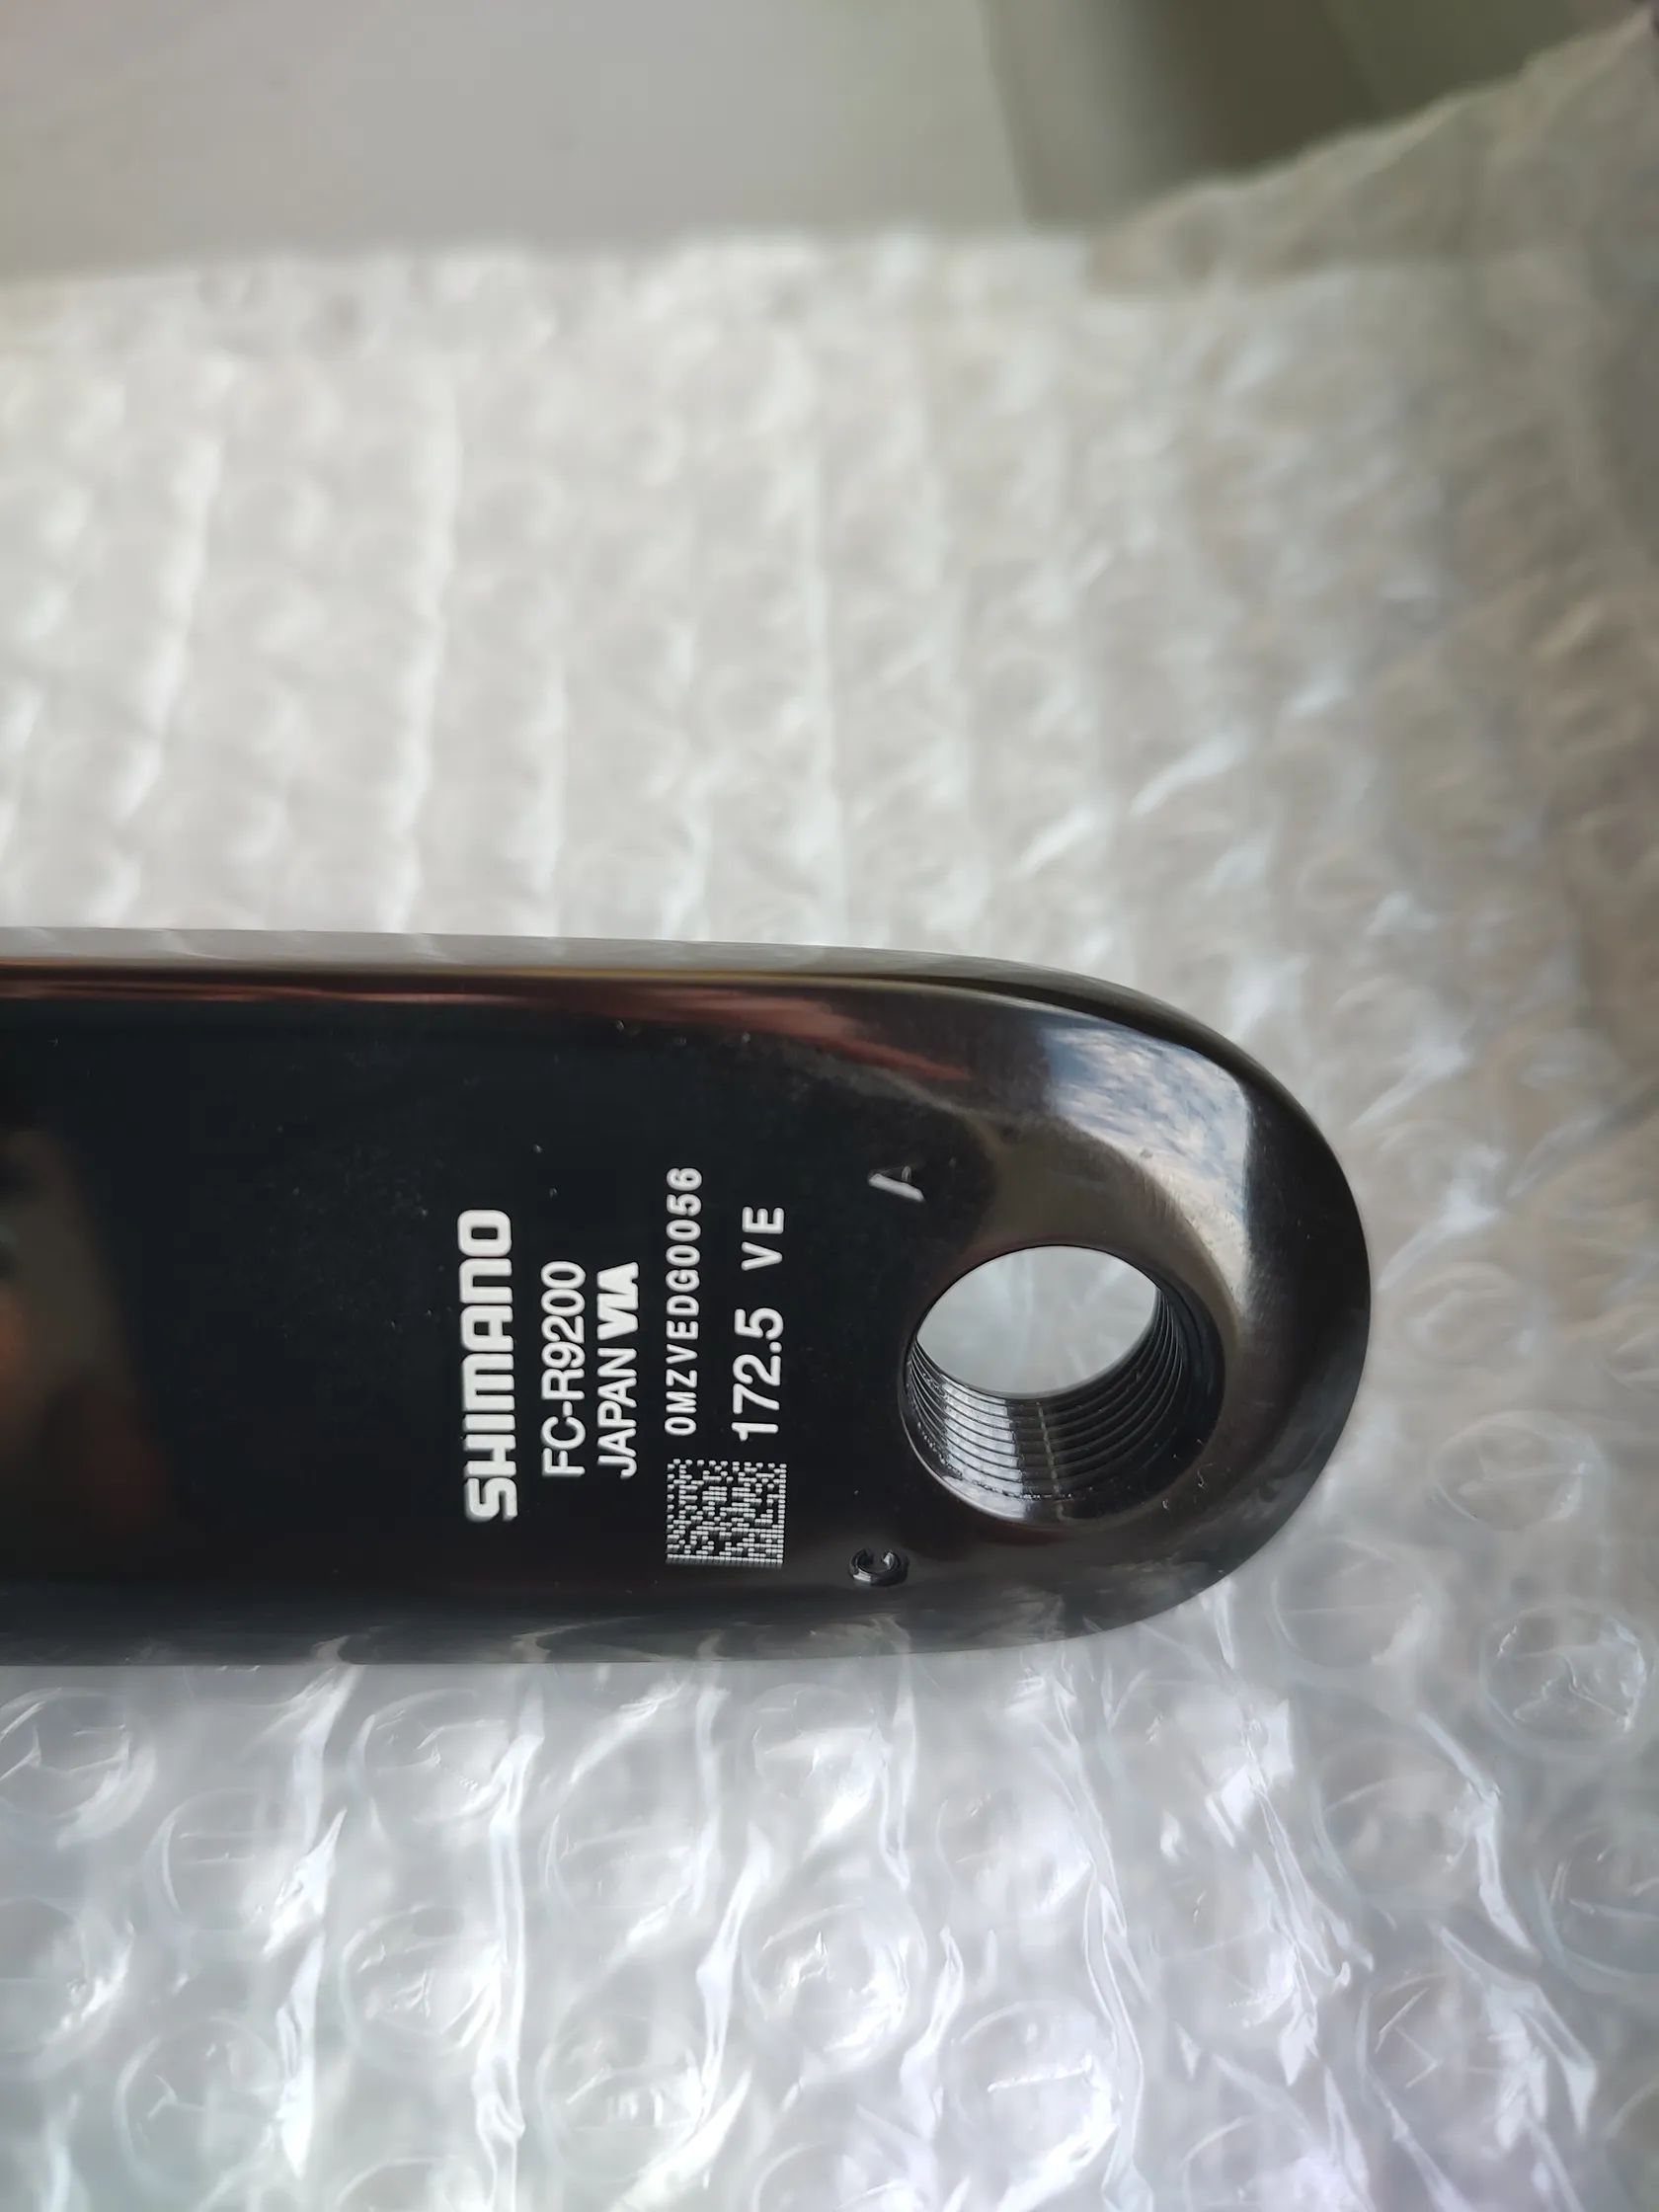 SHIMANO
FC-R9200
JAPAN VIA
0MZVEDG0056
172.5 VE
A
C